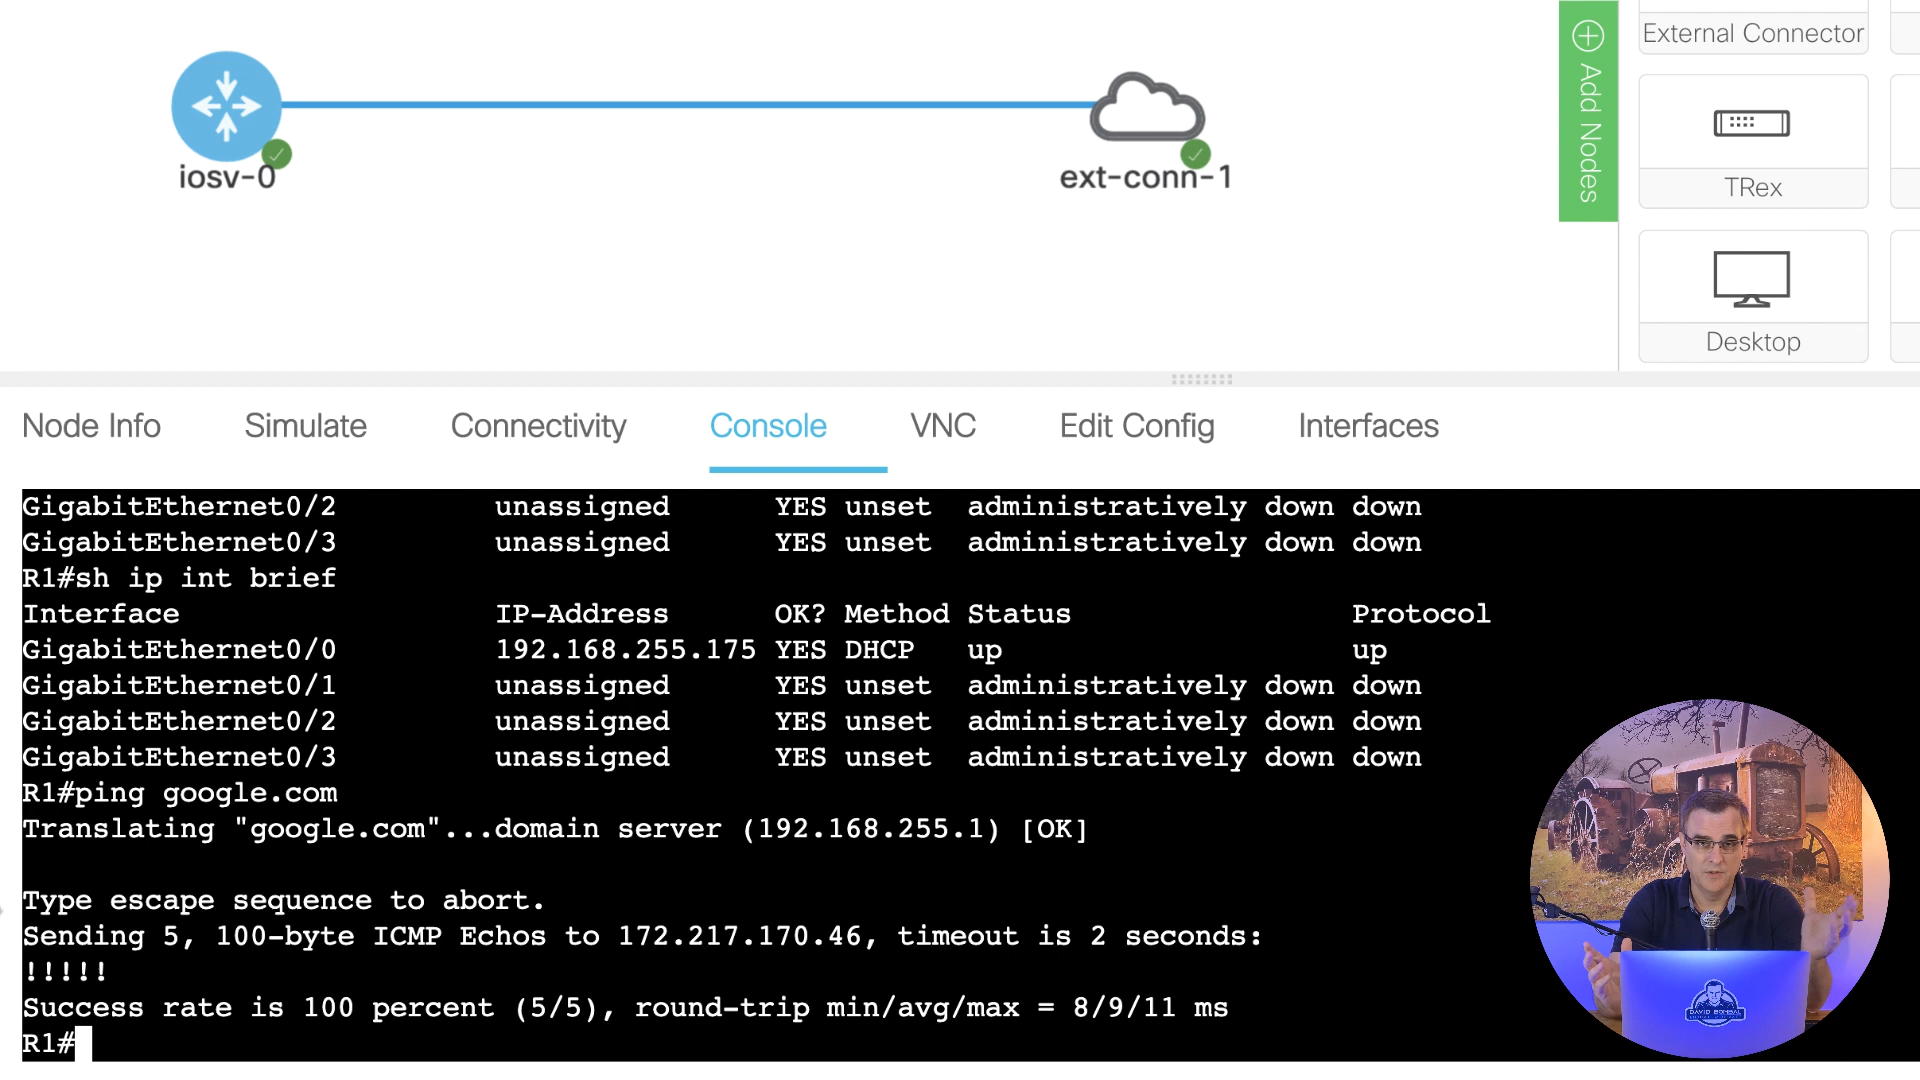 iosv-0
ext-conn-1
Add Nodes
External Connector
TRex
Desktop
Node Info Simulate Connectivity Console VNC Edit Config Interfaces
GigabitEthernet0/2 unassigned YES unset administratively down down
GigabitEthernet0/3 unassigned YES unset administratively down down
R1#sh ip int brief
Interface IP-Address OK? Method Status Protocol
GigabitEthernet0/0 192.168.255.175 YES DHCP up up
GigabitEthernet0/1 unassigned YES unset administratively down down
GigabitEthernet0/2 unassigned YES unset administratively down down
GigabitEthernet0/3 unassigned YES unset administratively down down
R1#ping google.com
Translating "google.com"...domain server (192.168.255.1) [OK]
Type escape sequence to abort.
Sending 5, 100-byte ICMP Echos to 172.217.170.46, timeout is 2 seconds:
!!!!!
Success rate is 100 percent (5/5), round-trip min/avg/max = 8/9/11 ms
R1#
DAVID BOMBAL